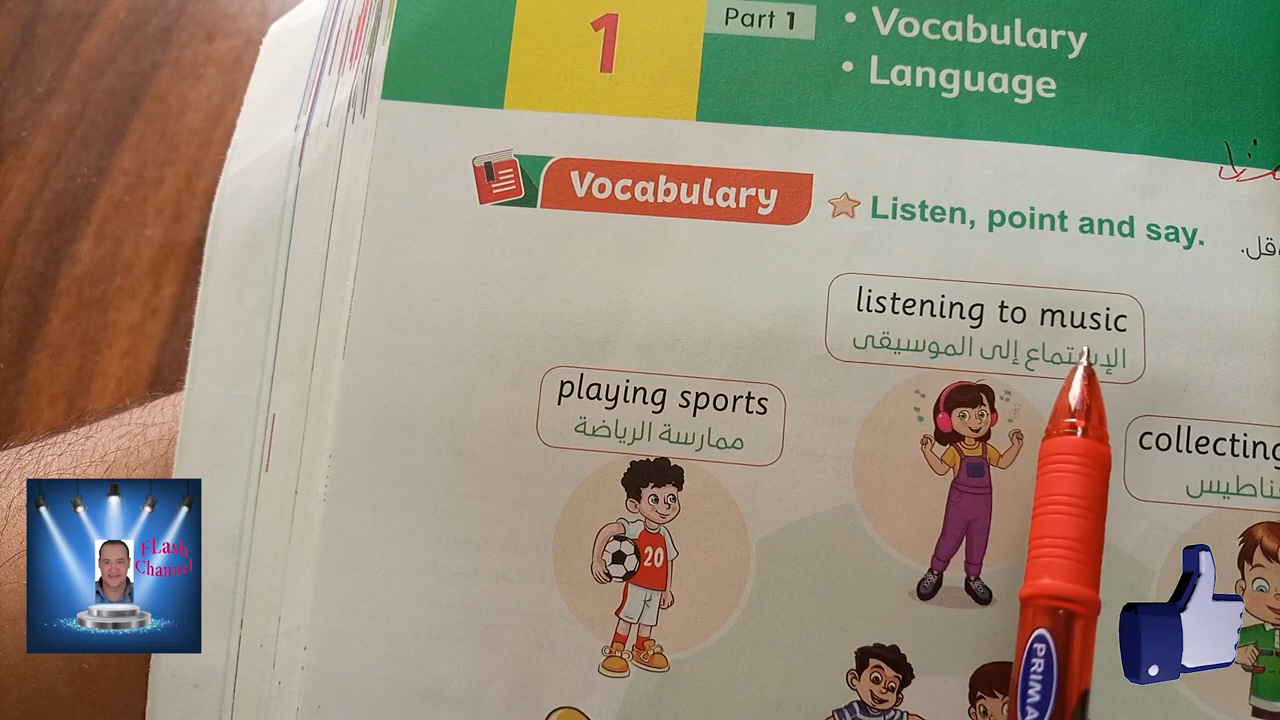 1
Part 1
• Vocabulary
• Language
Vocabulary
Listen, point and say.
listening to music
الإستماع إلى الموسيقى
playing sports
ممارسة الرياضة
collecting
20
PRIMA
FLash
Channel